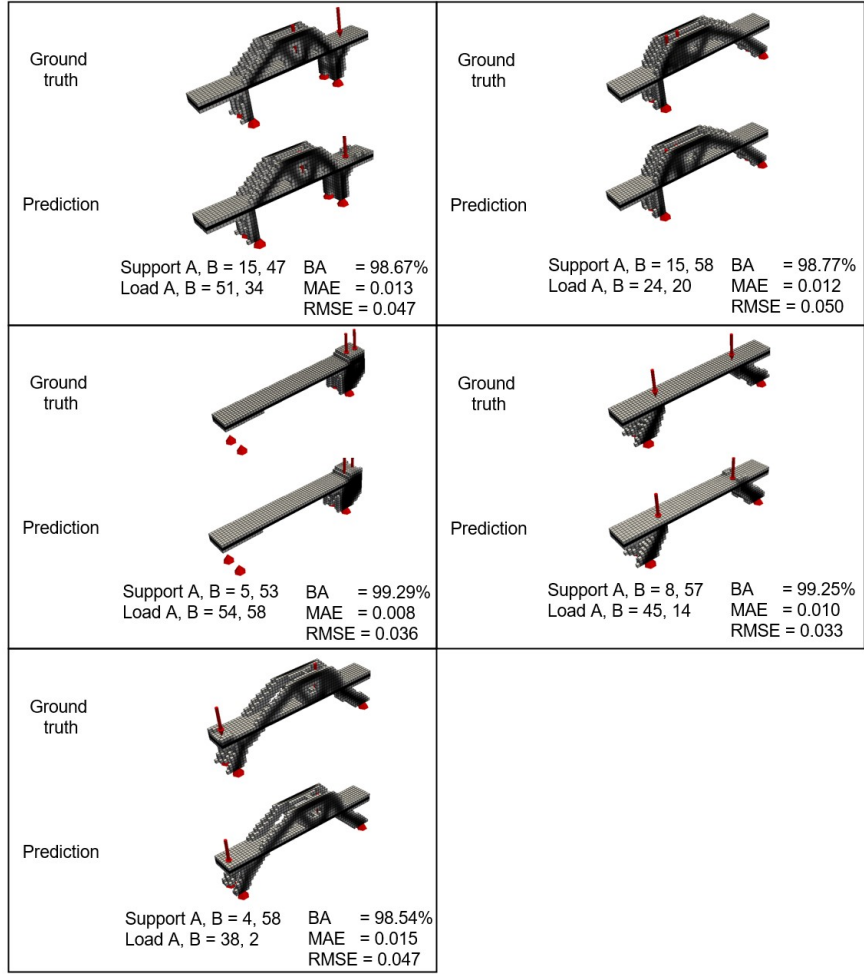 Ground
truth
Prediction
Support A, B = 15, 47 BA = 98.67%
Load A, B = 51, 34 MAE = 0.013
RMSE = 0.047
Ground
truth
Prediction
Support A, B = 15, 58 BA = 98.77%
Load A, B = 24, 20 MAE = 0.012
RMSE = 0.050
Ground
truth
Prediction
Support A, B = 5, 53 BA = 99.29%
Load A, B = 54, 58 MAE = 0.008
RMSE = 0.036
Ground
truth
Prediction
Support A, B = 8, 57 BA = 99.25%
Load A, B = 45, 14 MAE = 0.010
RMSE = 0.033
Ground
truth
Prediction
Support A, B = 4, 58 BA = 98.54%
Load A, B = 38, 2 MAE = 0.015
RMSE = 0.047